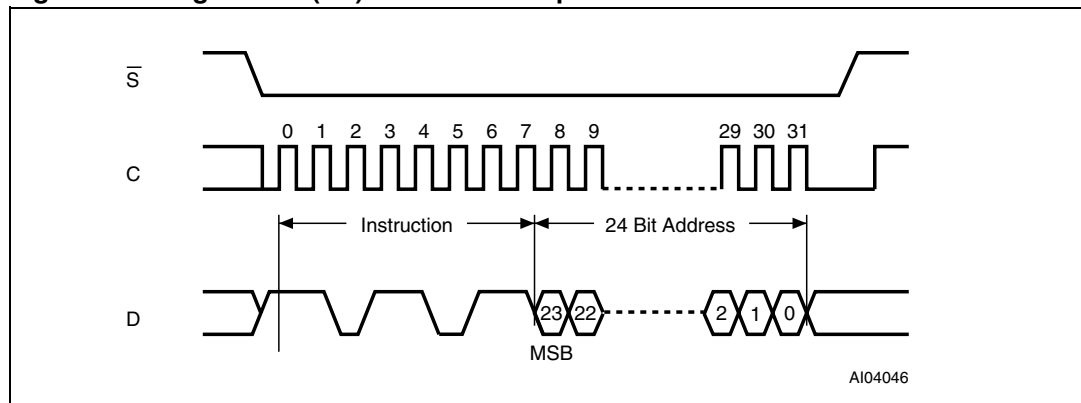 S
0 1 2 3 4 5 6 7 8 9 29 30 31
C
Instruction 24 Bit Address
D
23 22 2 1 0
MSB
AI04046